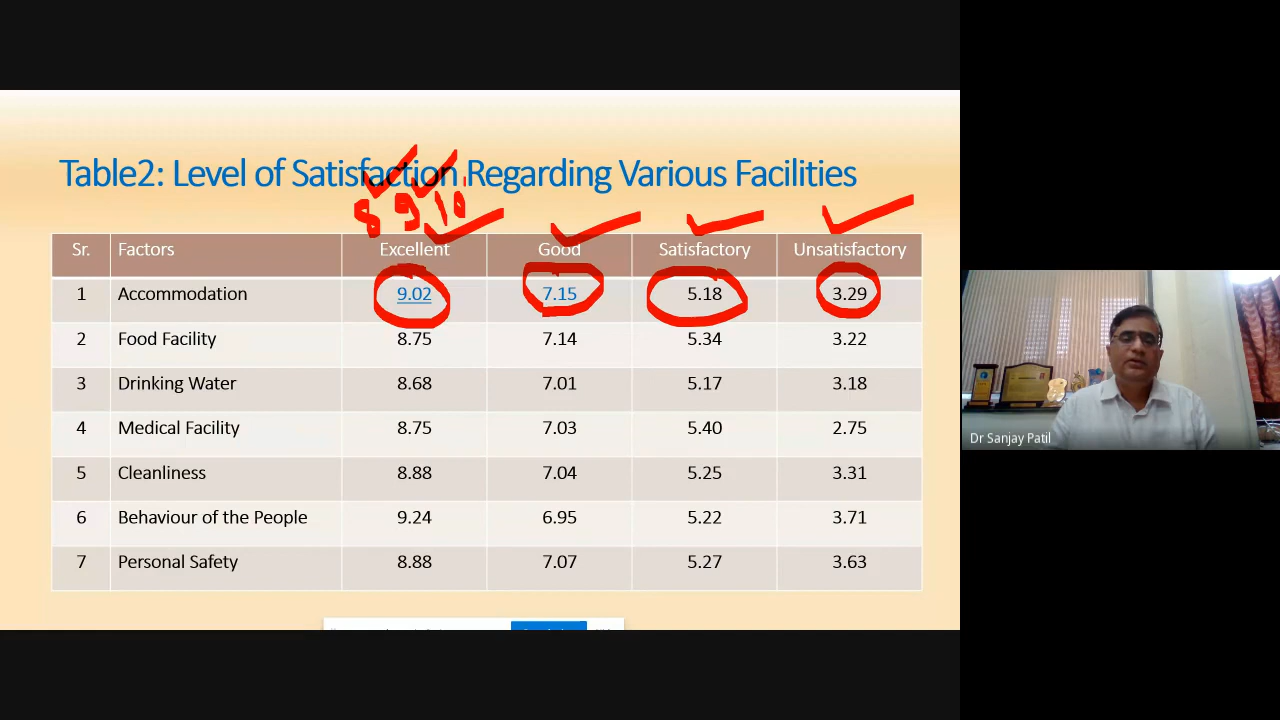 Table2: Level of Satisfaction Regarding Various Facilities
8 9 10
Sr. Factors Excellent Good Satisfactory Unsatisfactory
1 Accommodation 9.02 7.15 5.18 3.29
2 Food Facility 8.75 7.14 5.34 3.22
3 Drinking Water 8.68 7.01 5.17 3.18
4 Medical Facility 8.75 7.03 5.40 2.75
5 Cleanliness 8.88 7.04 5.25 3.31
6 Behaviour of the People 9.24 6.95 5.22 3.71
7 Personal Safety 8.88 7.07 5.27 3.63
Dr Sanjay Patil